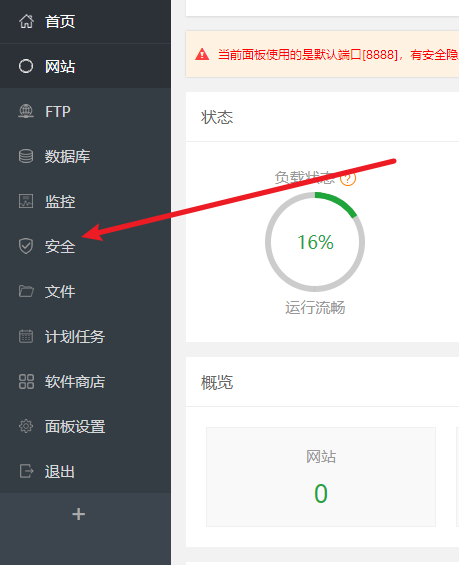 首页
网站
FTP
数据库
监控
安全
文件
计划任务
软件商店
面板设置
退出
+
当前面板使用的是默认端口[8888]，有安全隐
状态
负载状态 ?
16%
运行流畅
概览
网站
0